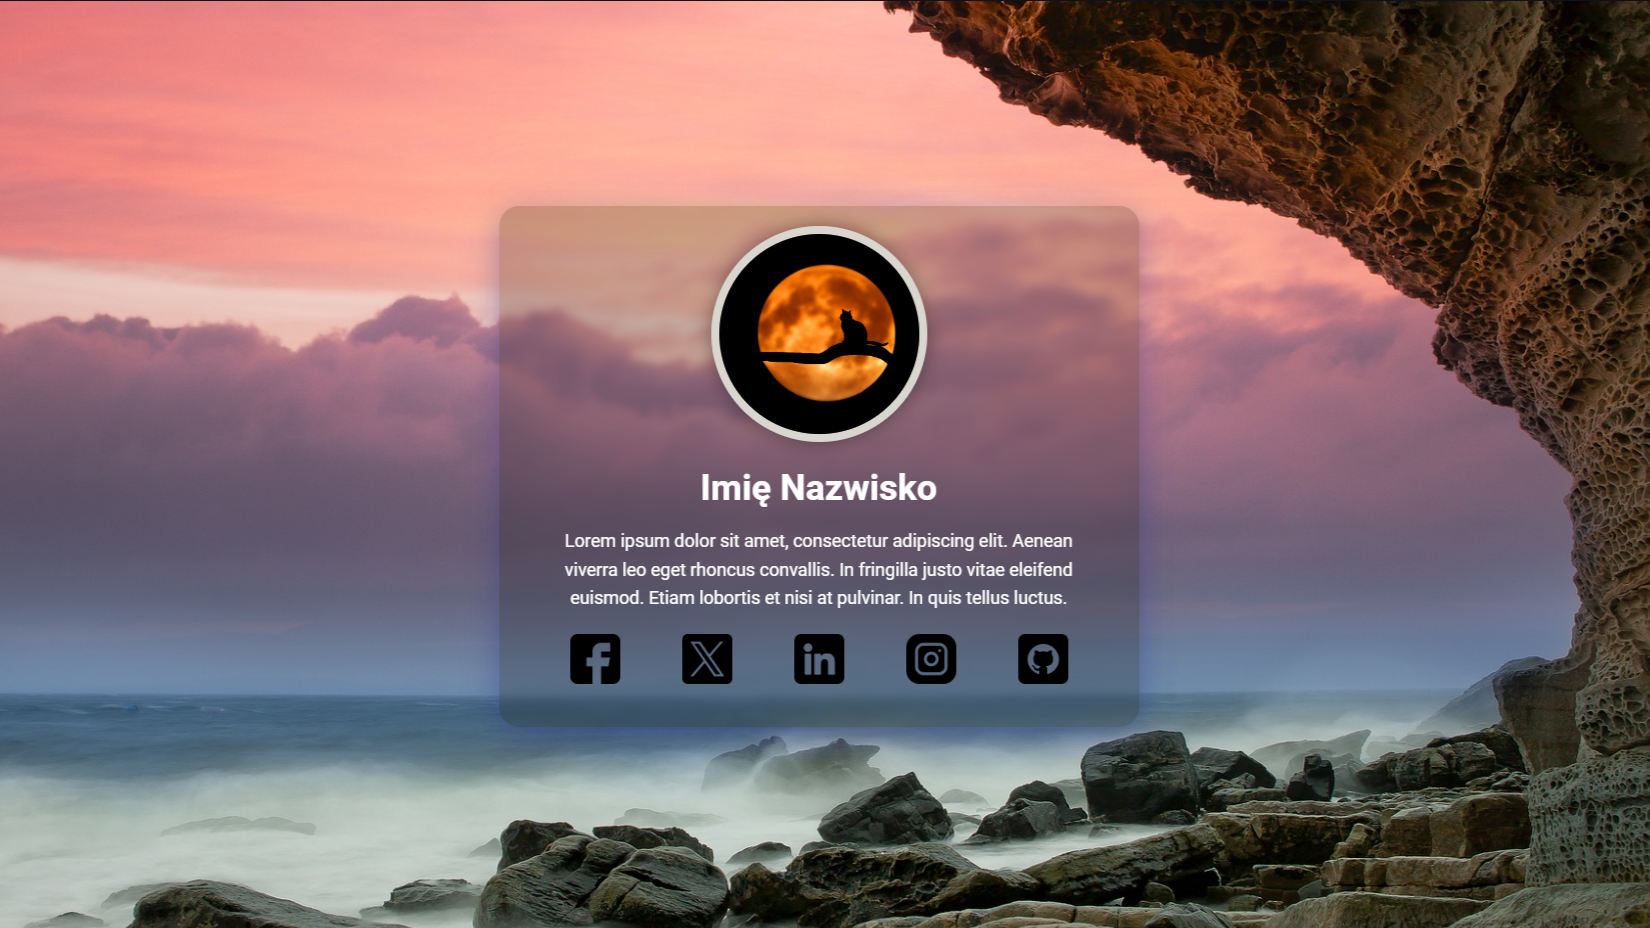 Imię Nazwisko
Lorem ipsum dolor sit amet, consectetur adipiscing elit. Aenean
viverra leo eget rhoncus convallis. In fringilla justo vitae eleifend
euismod. Etiam lobortis et nisi at pulvinar. In quis tellus luctus.